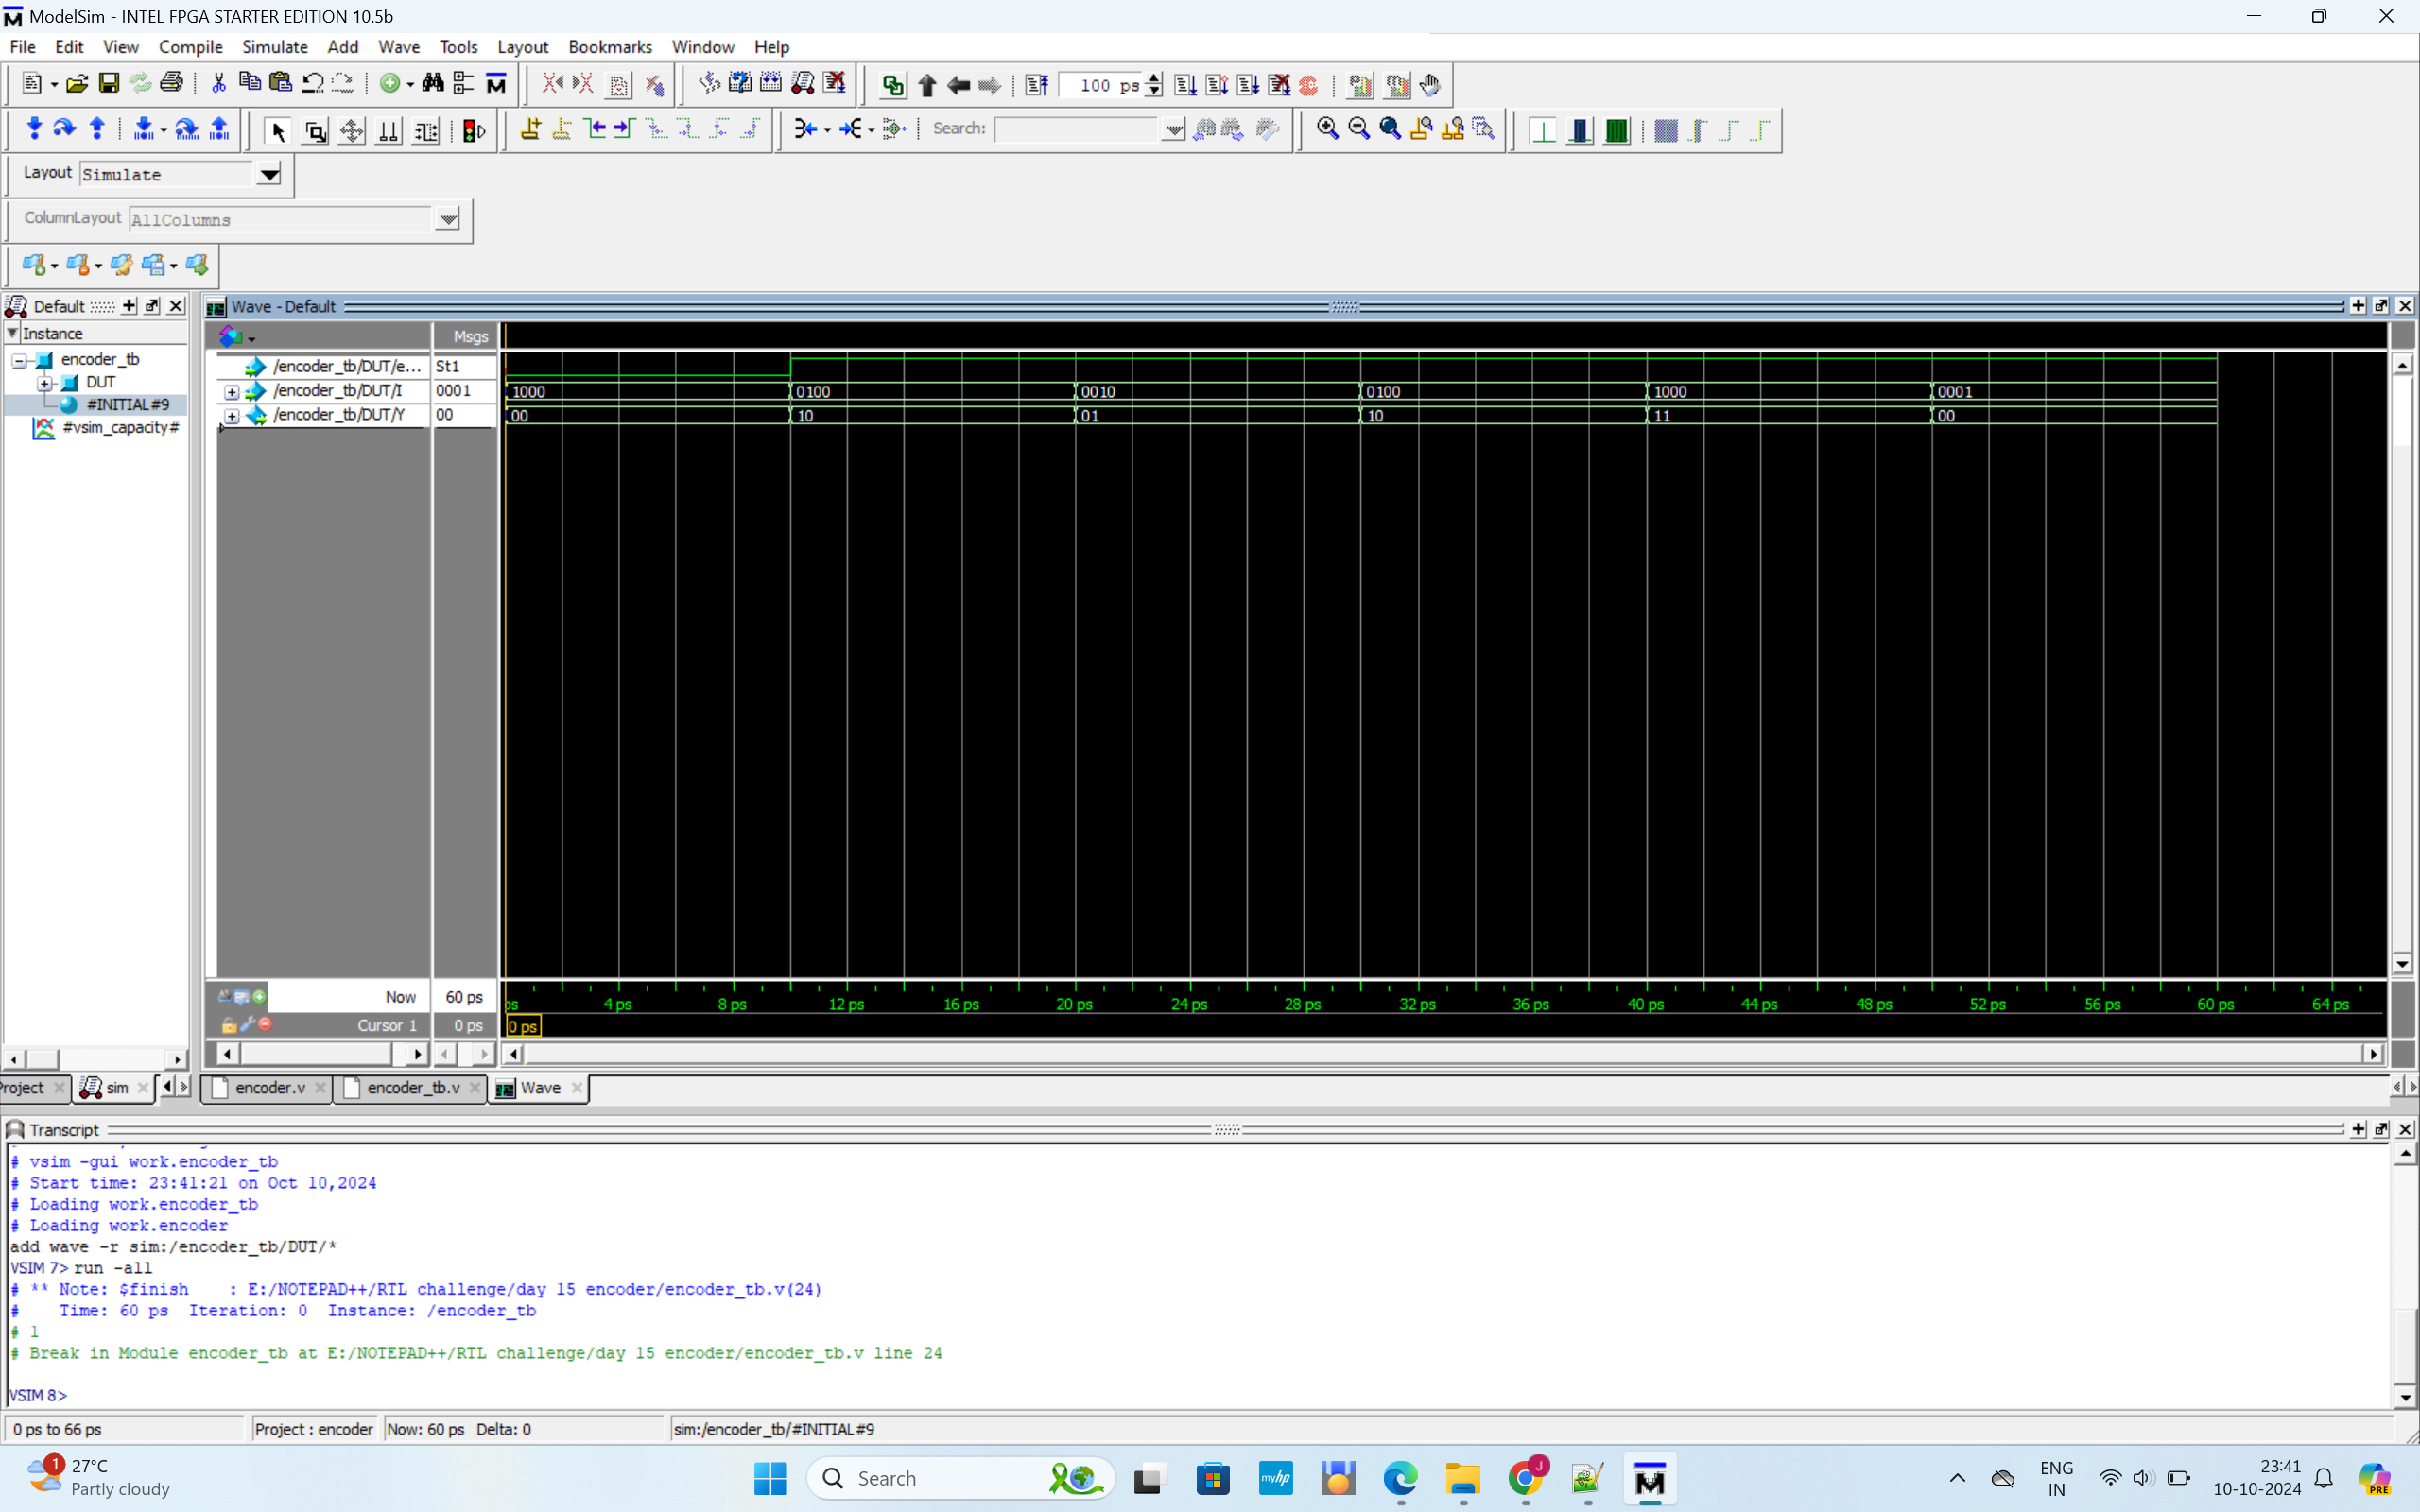 ModelSim - INTEL FPGA STARTER EDITION 10.5b
File Edit View Compile Simulate Add Wave Tools Layout Bookmarks Window Help
100 ps
Search:
Layout Simulate
ColumnLayout AllColumns
Default
Wave - Default
Instance
Msgs
encoder_tb
DUT
#INITIAL#9
#vsim_capacity#
/encoder_tb/DUT/e... St1
/encoder_tb/DUT/I 0001 1000 0100 0010 0100 1000 0001
/encoder_tb/DUT/Y 00 00 10 01 10 11 00
Now 60 ps
ps 4 ps 8 ps 12 ps 16 ps 20 ps 24 ps 28 ps 32 ps 36 ps 40 ps 44 ps 48 ps 52 ps 56 ps 60 ps 64 ps
Cursor 1 0 ps 0 ps
roject sim encoder.v encoder_tb.v Wave
Transcript
# vsim -gui work.encoder_tb
# Start time: 23:41:21 on Oct 10,2024
# Loading work.encoder_tb
# Loading work.encoder
add wave -r sim:/encoder_tb/DUT/*
VSIM 7> run -all
# ** Note: $finish    : E:/NOTEPAD++/RTL challenge/day 15 encoder/encoder_tb.v(24)
#    Time: 60 ps  Iteration: 0  Instance: /encoder_tb
# 1
# Break in Module encoder_tb at E:/NOTEPAD++/RTL challenge/day 15 encoder/encoder_tb.v line 24
VSIM 8>
0 ps to 66 ps Project : encoder Now: 60 ps Delta: 0 sim:/encoder_tb/#INITIAL#9
1
27°C
Partly cloudy
Search
myhp
J
PRE
ENG
IN
23:41
10-10-2024